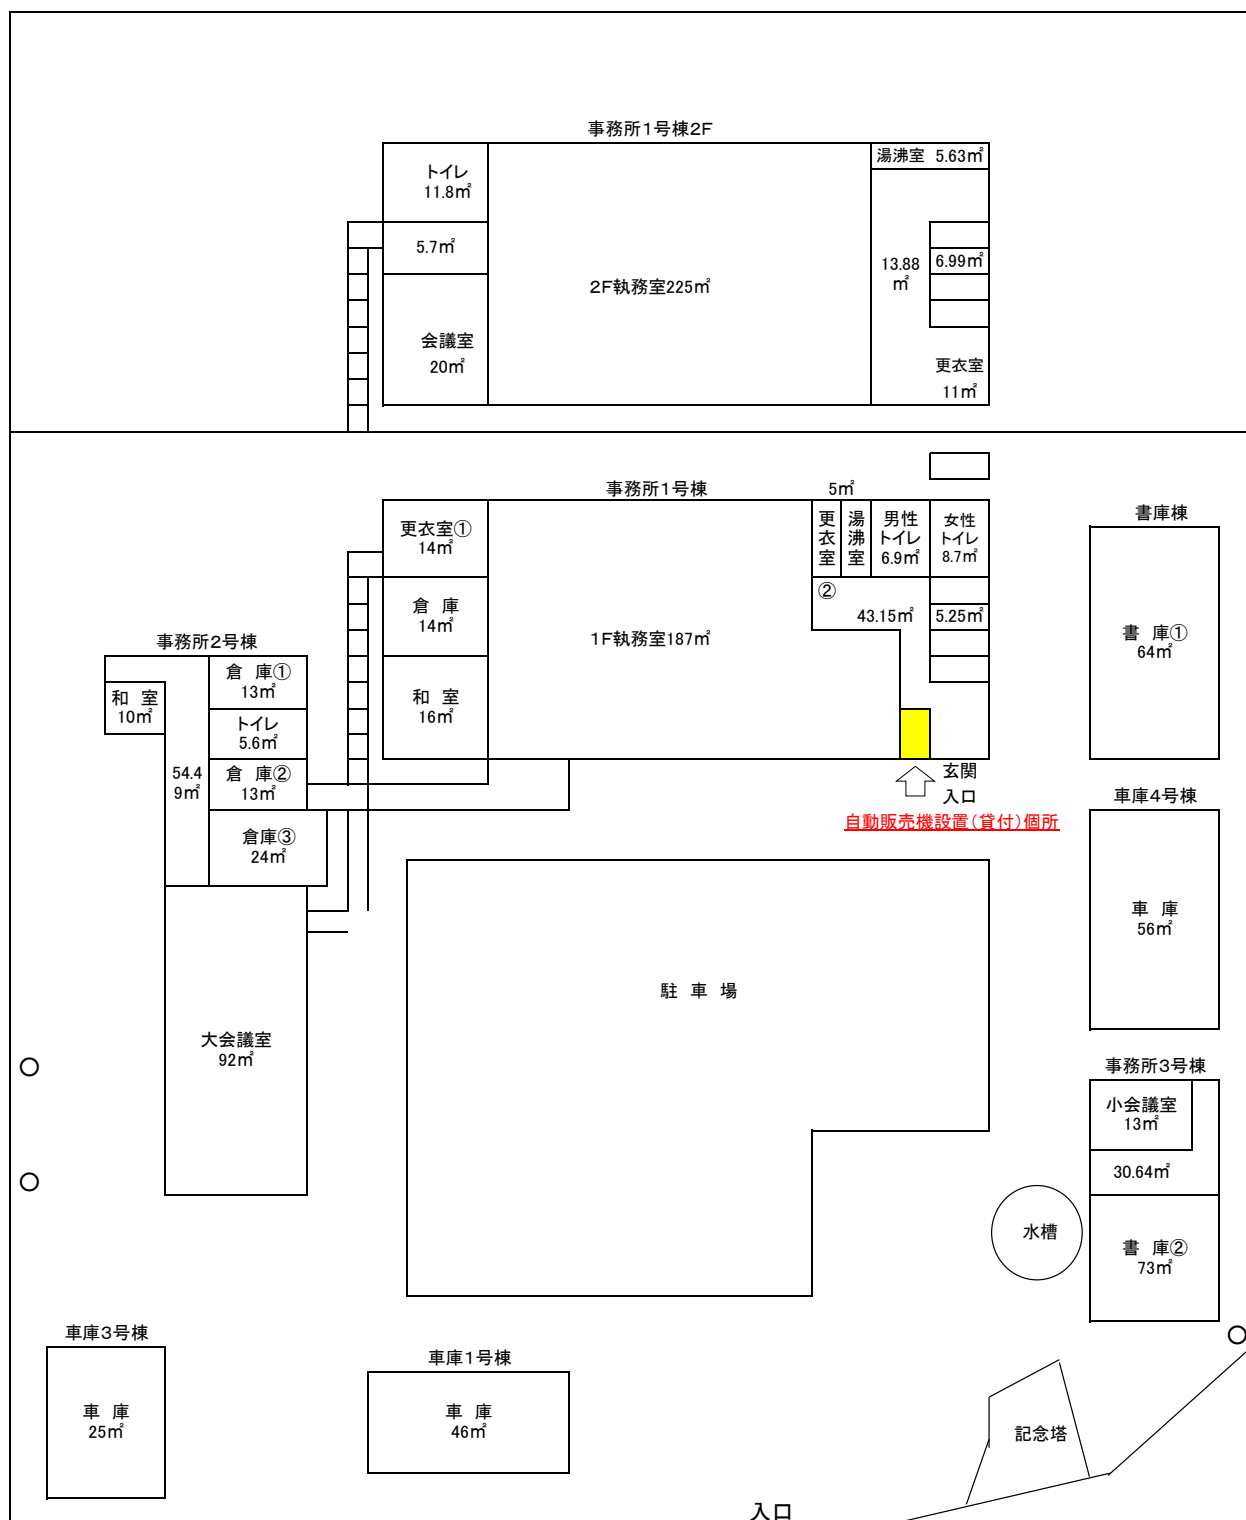 事務所1号棟2F
トイレ
11.8㎡
湯沸室 5.63㎡
5.7㎡
2F執務室225㎡
13.88
㎡
6.99㎡
会議室
20㎡
更衣室
11㎡
事務所1号棟
5㎡
更衣室①
14㎡
更衣室
②
湯沸室
男性
トイレ
6.9㎡
女性
トイレ
8.7㎡
倉 庫
14㎡
1F執務室187㎡
43.15㎡
5.25㎡
和 室
16㎡
書庫棟
書 庫①
64㎡
事務所2号棟
倉 庫①
13㎡
和 室
10㎡
トイレ
5.6㎡
54.4
9㎡
倉 庫②
13㎡
倉庫③
24㎡
玄関
入口
自動販売機設置(貸付)個所
車庫4号棟
車 庫
56㎡
駐 車 場
大会議室
92㎡
事務所3号棟
小会議室
13㎡
30.64㎡
水槽
書 庫②
73㎡
車庫3号棟
車 庫
25㎡
車庫1号棟
車 庫
46㎡
記念塔
入口